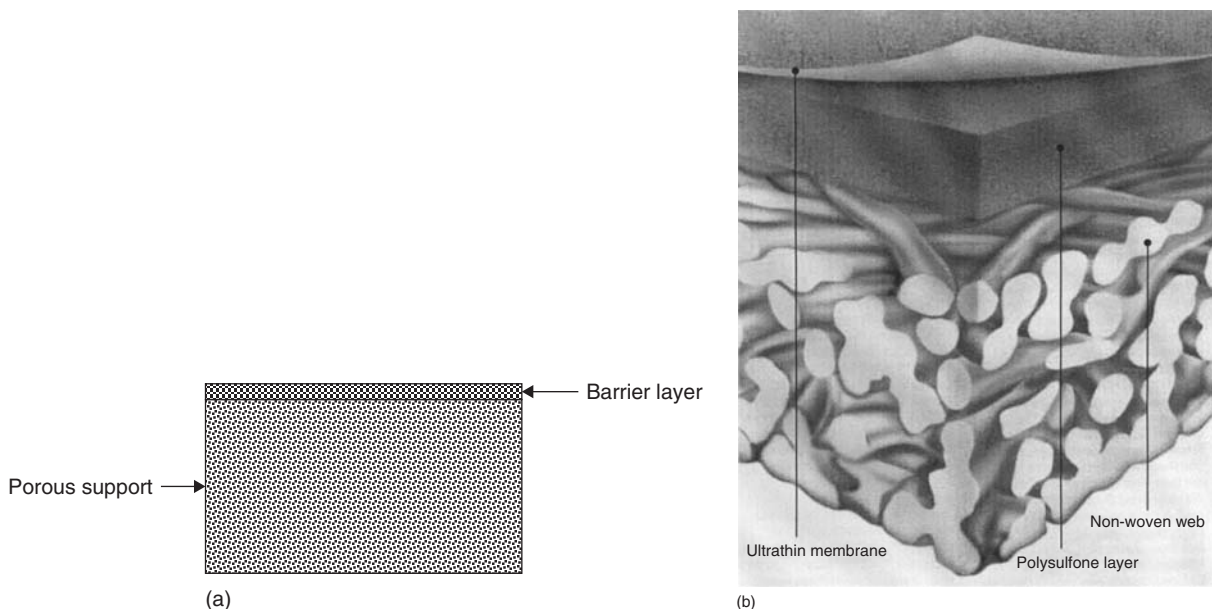 Barrier layer
Porous support
(a)
Non-woven web
Ultrathin membrane
Polysulfone layer
(b)